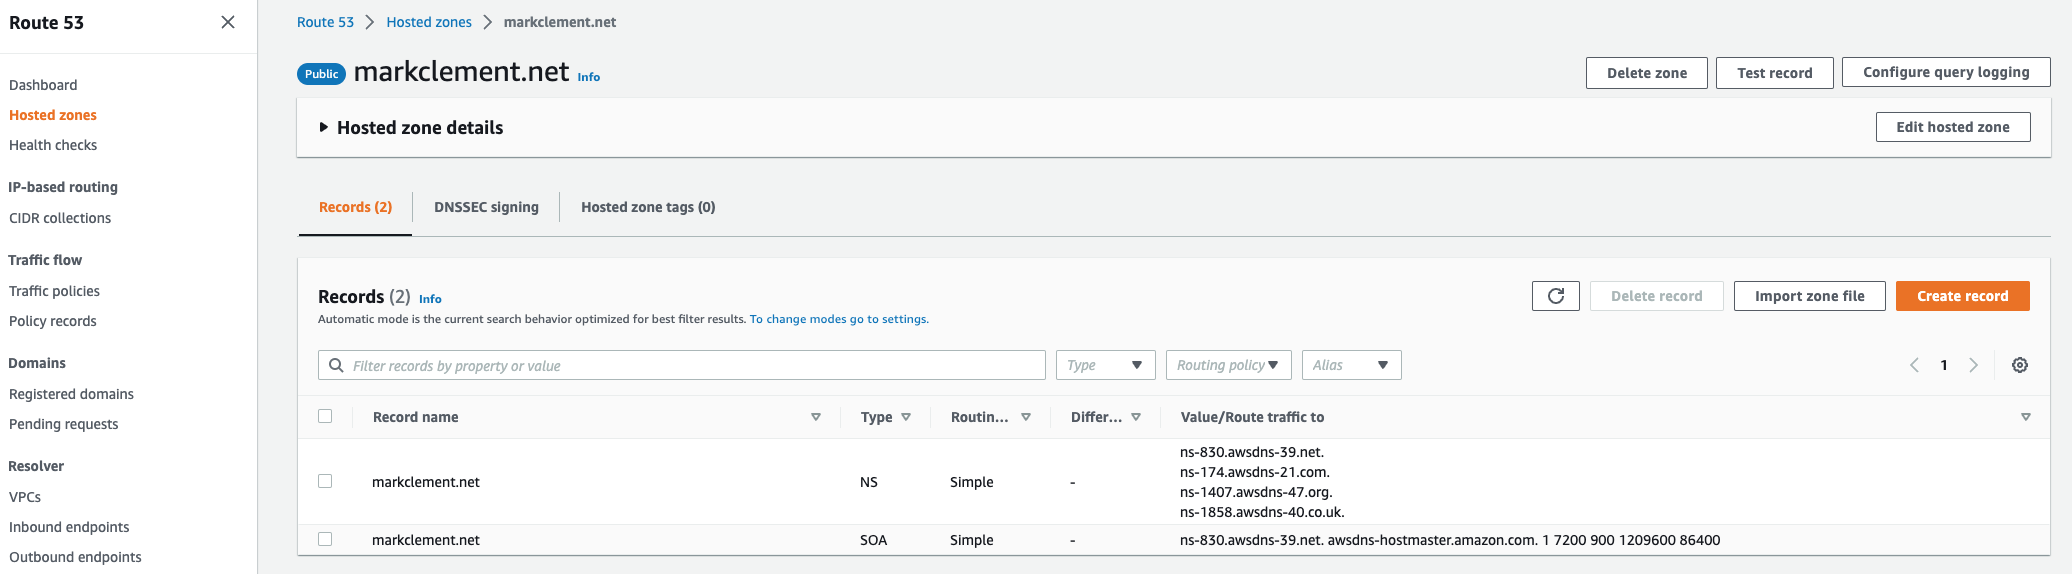 Route 53
Dashboard
Hosted zones
Health checks
IP-based routing
CIDR collections
Traffic flow
Traffic policies
Policy records
Domains
Registered domains
Pending requests
Resolver
VPCs
Inbound endpoints
Outbound endpoints
Route 53 Hosted zones markclement.net
Public markclement.net Info
Delete zone Test record Configure query logging
Hosted zone details
Edit hosted zone
Records (2) DNSSEC signing Hosted zone tags (0)
Records (2) Info
Automatic mode is the current search behavior optimized for best filter results. To change modes go to settings.
Delete record Import zone file Create record
Filter records by property or value Type Routing policy Alias 1
Record name Type Routin... Differ... Value/Route traffic to
markclement.net NS Simple - ns-830.awsdns-39.net.
ns-174.awsdns-21.com.
ns-1407.awsdns-47.org.
ns-1858.awsdns-40.co.uk.
markclement.net SOA Simple - ns-830.awsdns-39.net. awsdns-hostmaster.amazon.com. 1 7200 900 1209600 86400